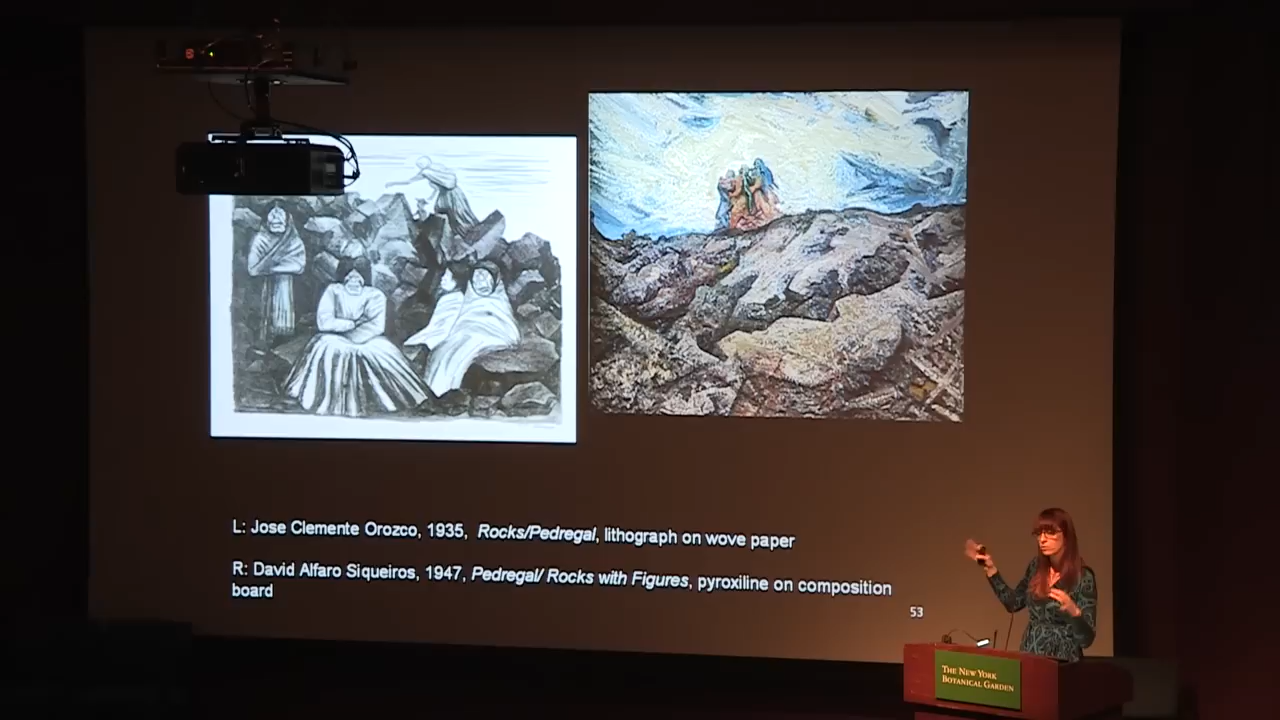 L: Jose Clemente Orozco, 1935, Rocks/Pedregal, lithograph on wove paper
R: David Alfaro Siqueiros, 1947, Pedregal/ Rocks with Figures, pyroxiline on composition
board
53
THE NEW YORK
BOTANICAL GARDEN